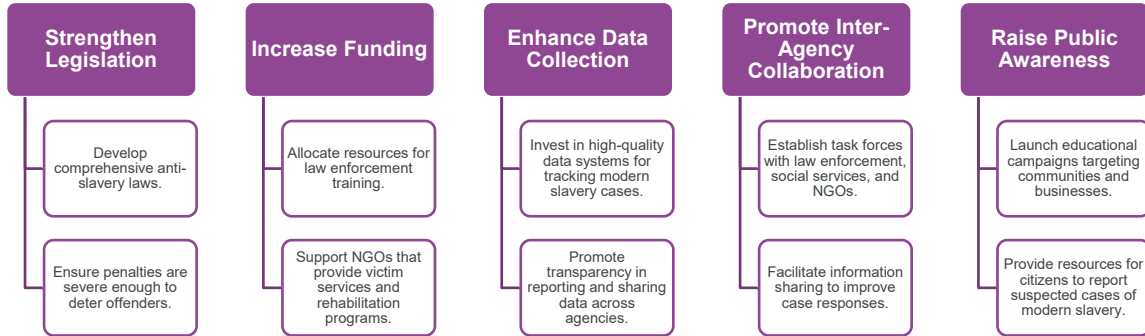 Strengthen
Legislation
Develop
comprehensive anti-
slavery laws.
Ensure penalties are
severe enough to
deter offenders.
Increase Funding
Allocate resources for
law enforcement
training.
Support NGOs that
provide victim
services and
rehabilitation
programs.
Enhance Data
Collection
Invest in high-quality
data systems for
tracking modern
slavery cases.
Promote
transparency in
reporting and sharing
data across
agencies.
Promote Inter-
Agency
Collaboration
Establish task forces
with law enforcement,
social services, and
NGOs.
Facilitate information
sharing to improve
case responses.
Raise Public
Awareness
Launch educational
campaigns targeting
communities and
businesses.
Provide resources for
citizens to report
suspected cases of
modern slavery.